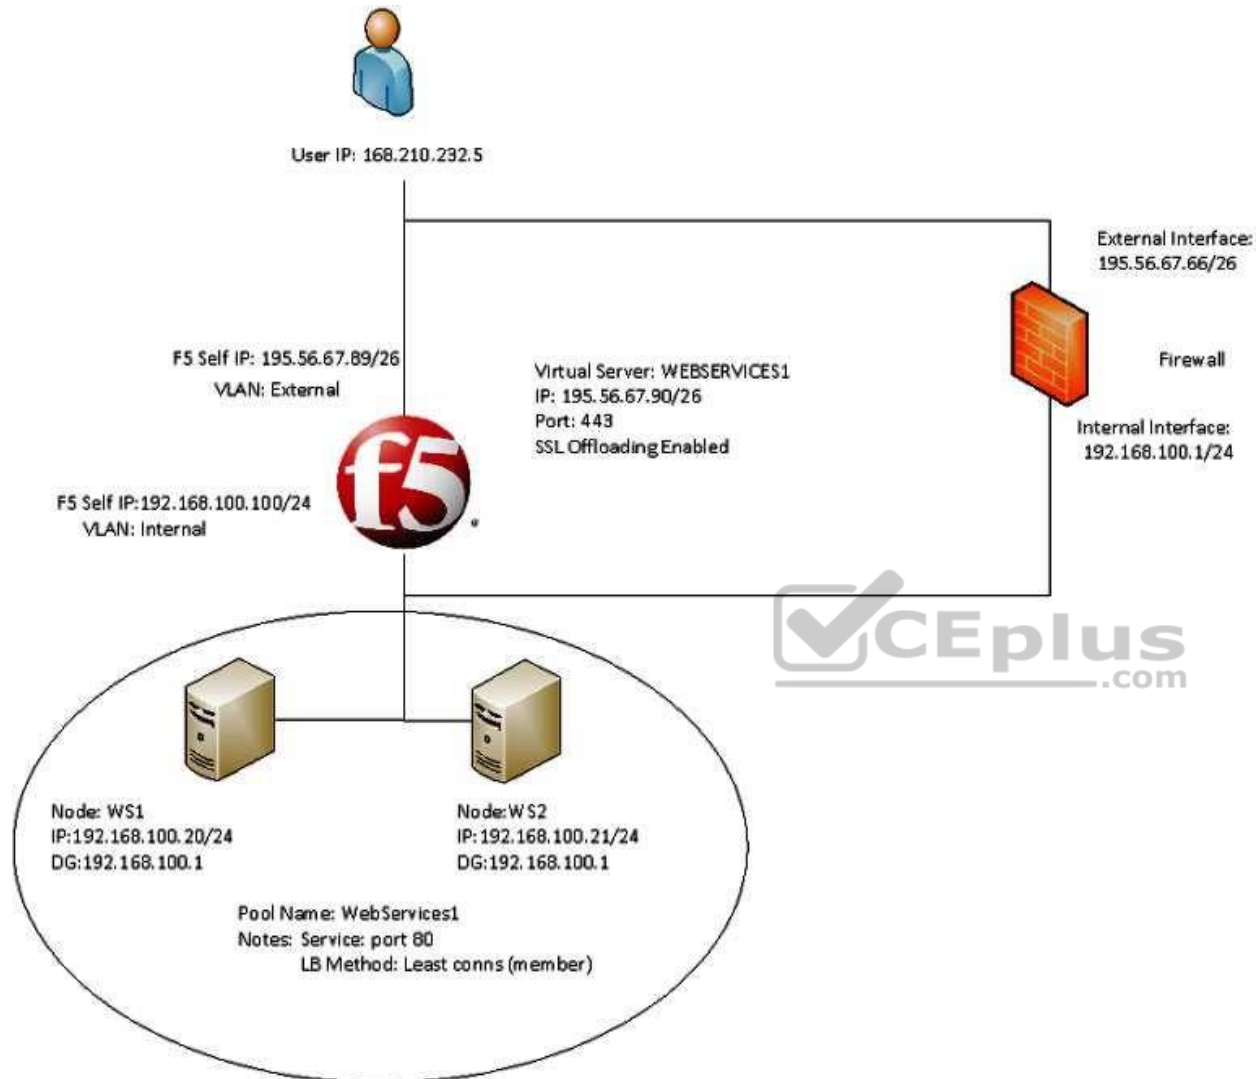 User IP: 168.210.232.5
External Interface:
195.56.67.66/26
F5 Self IP: 195.56.67.89/26
VLAN: External
Virtual Server: WEBSERVICES1
IP: 195.56.67.90/26
Port: 443
SSL Offloading Enabled
Firewall
Internal Interface:
192.168.100.1/24
f5
F5 Self IP:192.168.100.100/24
VLAN: Internal
CEplus
.com
Node: WS1
IP:192.168.100.20/24
DG:192.168.100.1
Node:WS2
IP:192.168.100.21/24
DG:192.168.100.1
Pool Name: WebServices1
Notes: Service: port 80
LB Method: Least conns (member)